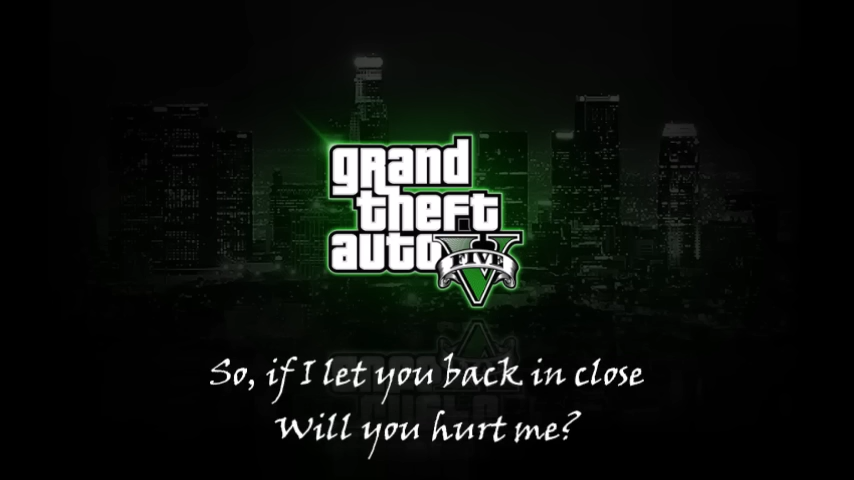 grand
theft
auto V
FIVE
So, if I let you back in close
Will you hurt me?